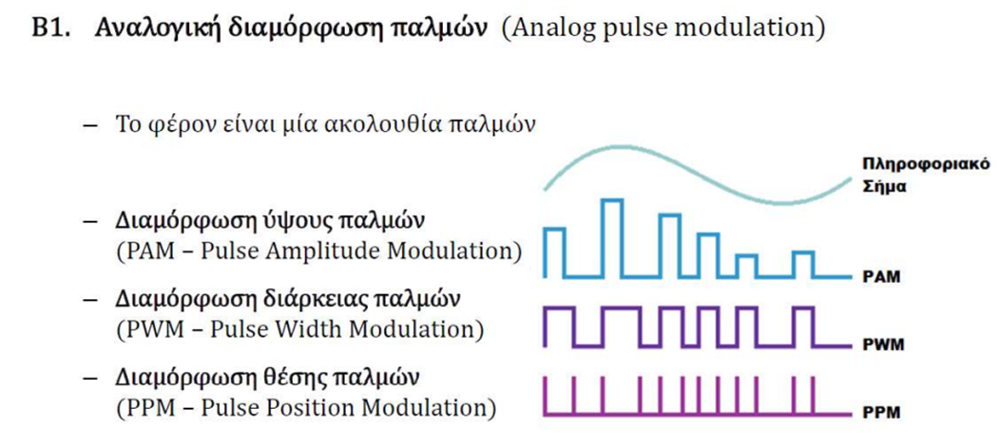 B1. Αναλογική διαμόρφωση παλμών (Analog pulse modulation)
– Το φέρον είναι μία ακολουθία παλμών
– Διαμόρφωση ύψους παλμών
(PAM – Pulse Amplitude Modulation)
– Διαμόρφωση διάρκειας παλμών
(PWM – Pulse Width Modulation)
– Διαμόρφωση θέσης παλμών
(PPM – Pulse Position Modulation)
Πληροφοριακό
Σήμα
PAM
PWM
PPM